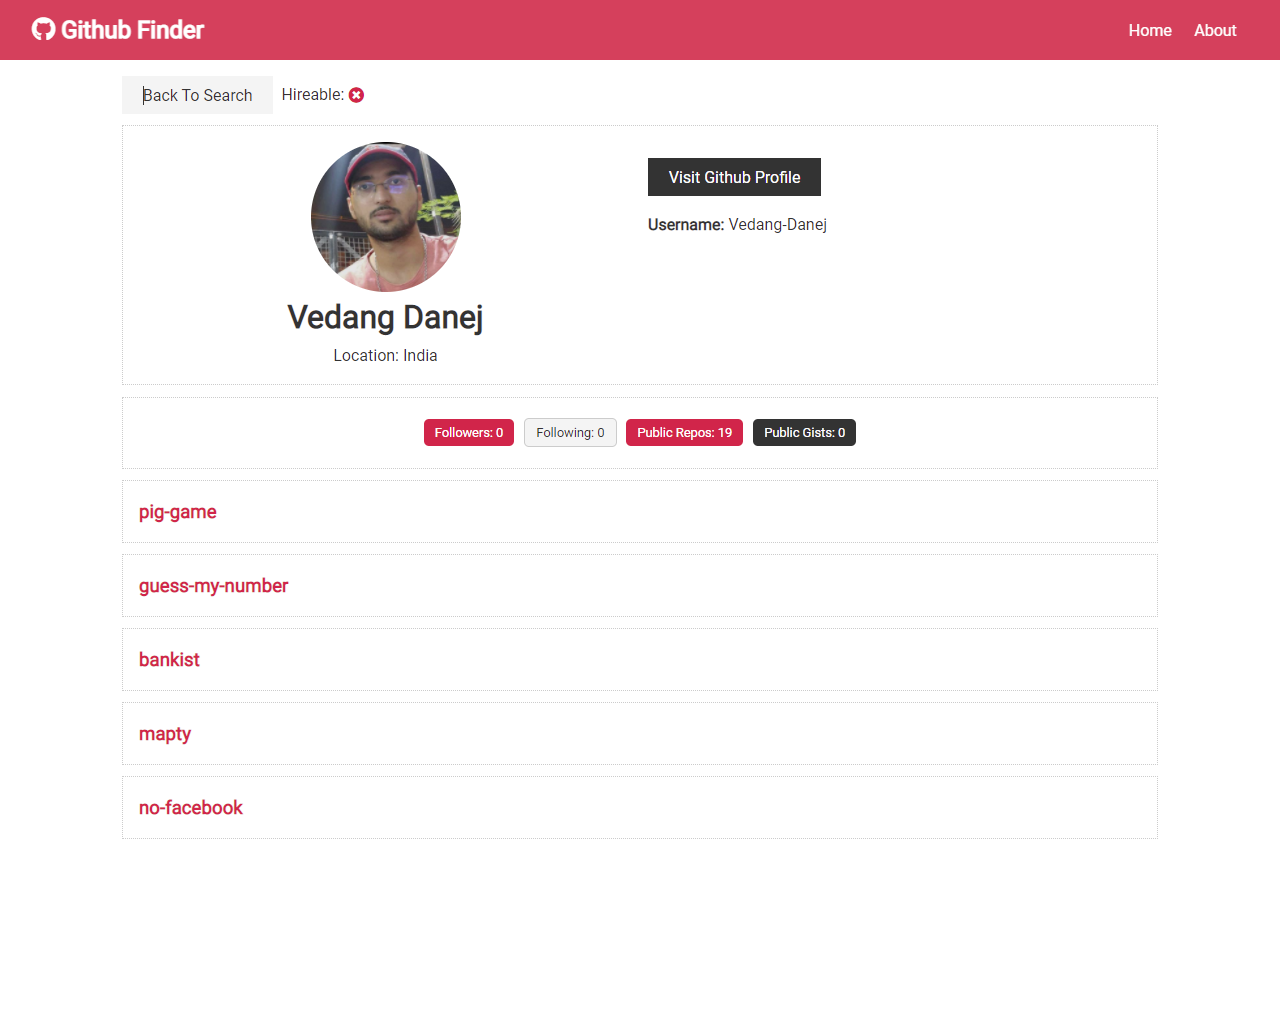 Github Finder
Home
About
Back To Search
Hireable:
Visit Github Profile
Username: Vedang-Danej
Vedang Danej
Location: India
Followers: 0
Following: 0
Public Repos: 19
Public Gists: 0
pig-game
guess-my-number
bankist
mapty
no-facebook